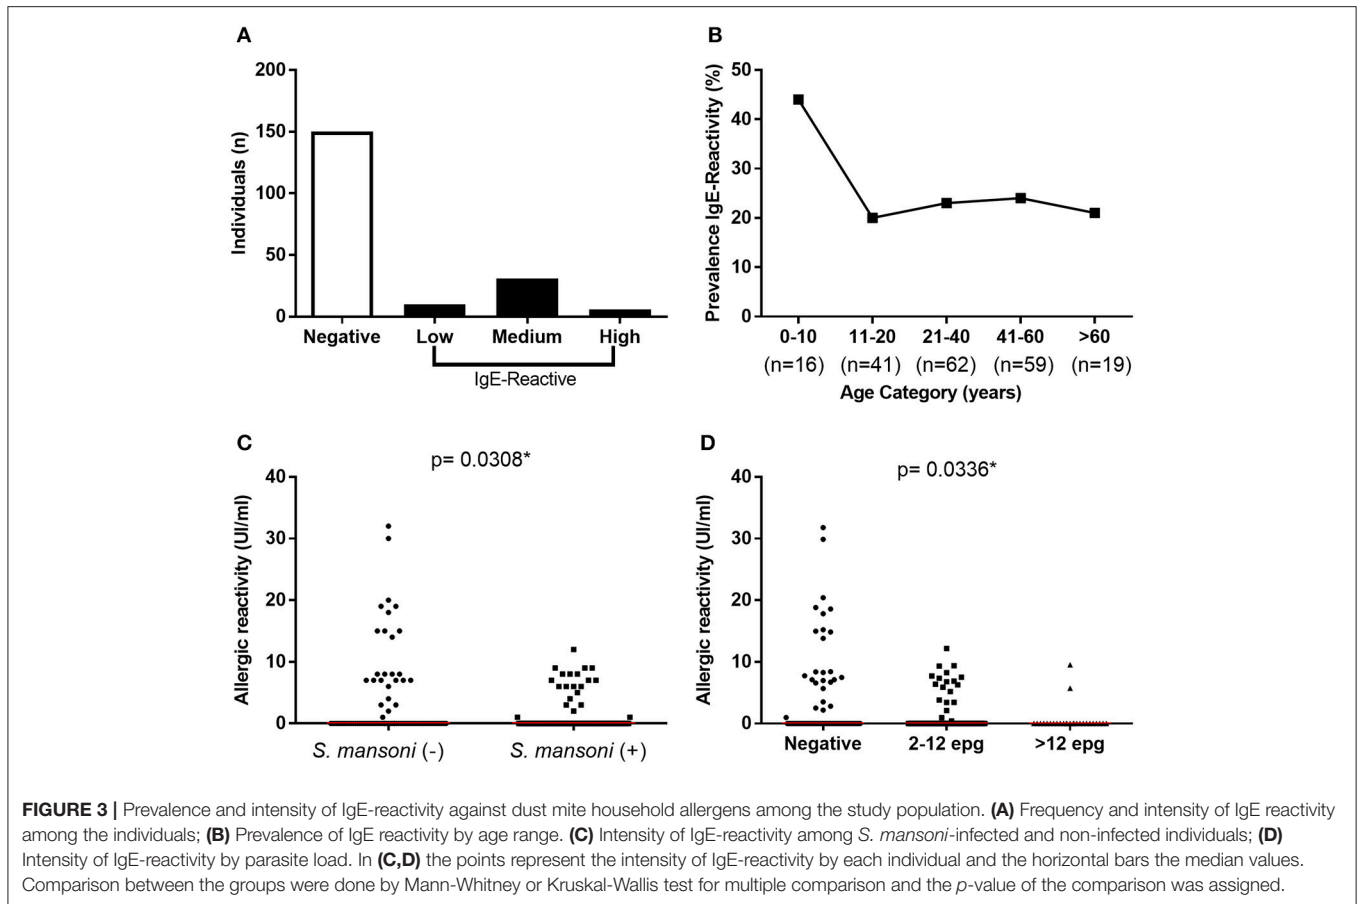 A
200
150
100
50
0
Individuals (n)
Negative Low Medium High
IgE-Reactive
B
50
40
30
20
10
0
Prevalence IgE-Reactivity (%)
0-10 11-20 21-40 41-60 >60
(n=16) (n=41) (n=62) (n=59) (n=19)
Age Category (years)
C
p= 0.0308*
40
30
20
10
0
Allergic reactivity (UI/ml)
S. mansoni (-) S. mansoni (+)
D
p= 0.0336*
40
30
20
10
0
Allergic reactivity (UI/ml)
Negative 2-12 epg >12 epg
FIGURE 3 | Prevalence and intensity of IgE-reactivity against dust mite household allergens among the study population. (A) Frequency and intensity of IgE reactivity
among the individuals; (B) Prevalence of IgE reactivity by age range. (C) Intensity of IgE-reactivity among S. mansoni-infected and non-infected individuals; (D)
Intensity of IgE-reactivity by parasite load. In (C,D) the points represent the intensity of IgE-reactivity by each individual and the horizontal bars the median values.
Comparison between the groups were done by Mann-Whitney or Kruskal-Wallis test for multiple comparison and the p-value of the comparison was assigned.